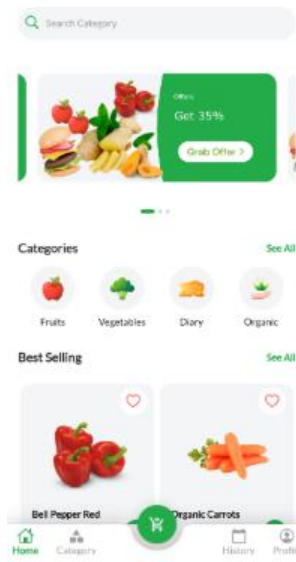 Search Category
Offers
Get 35%
Grab Offer >
Categories
See All
Fruits
Vegetables
Diary
Organic
Best Selling
See All
Bell Pepper Red
Organic Carrots
Home
Category
History
Profil